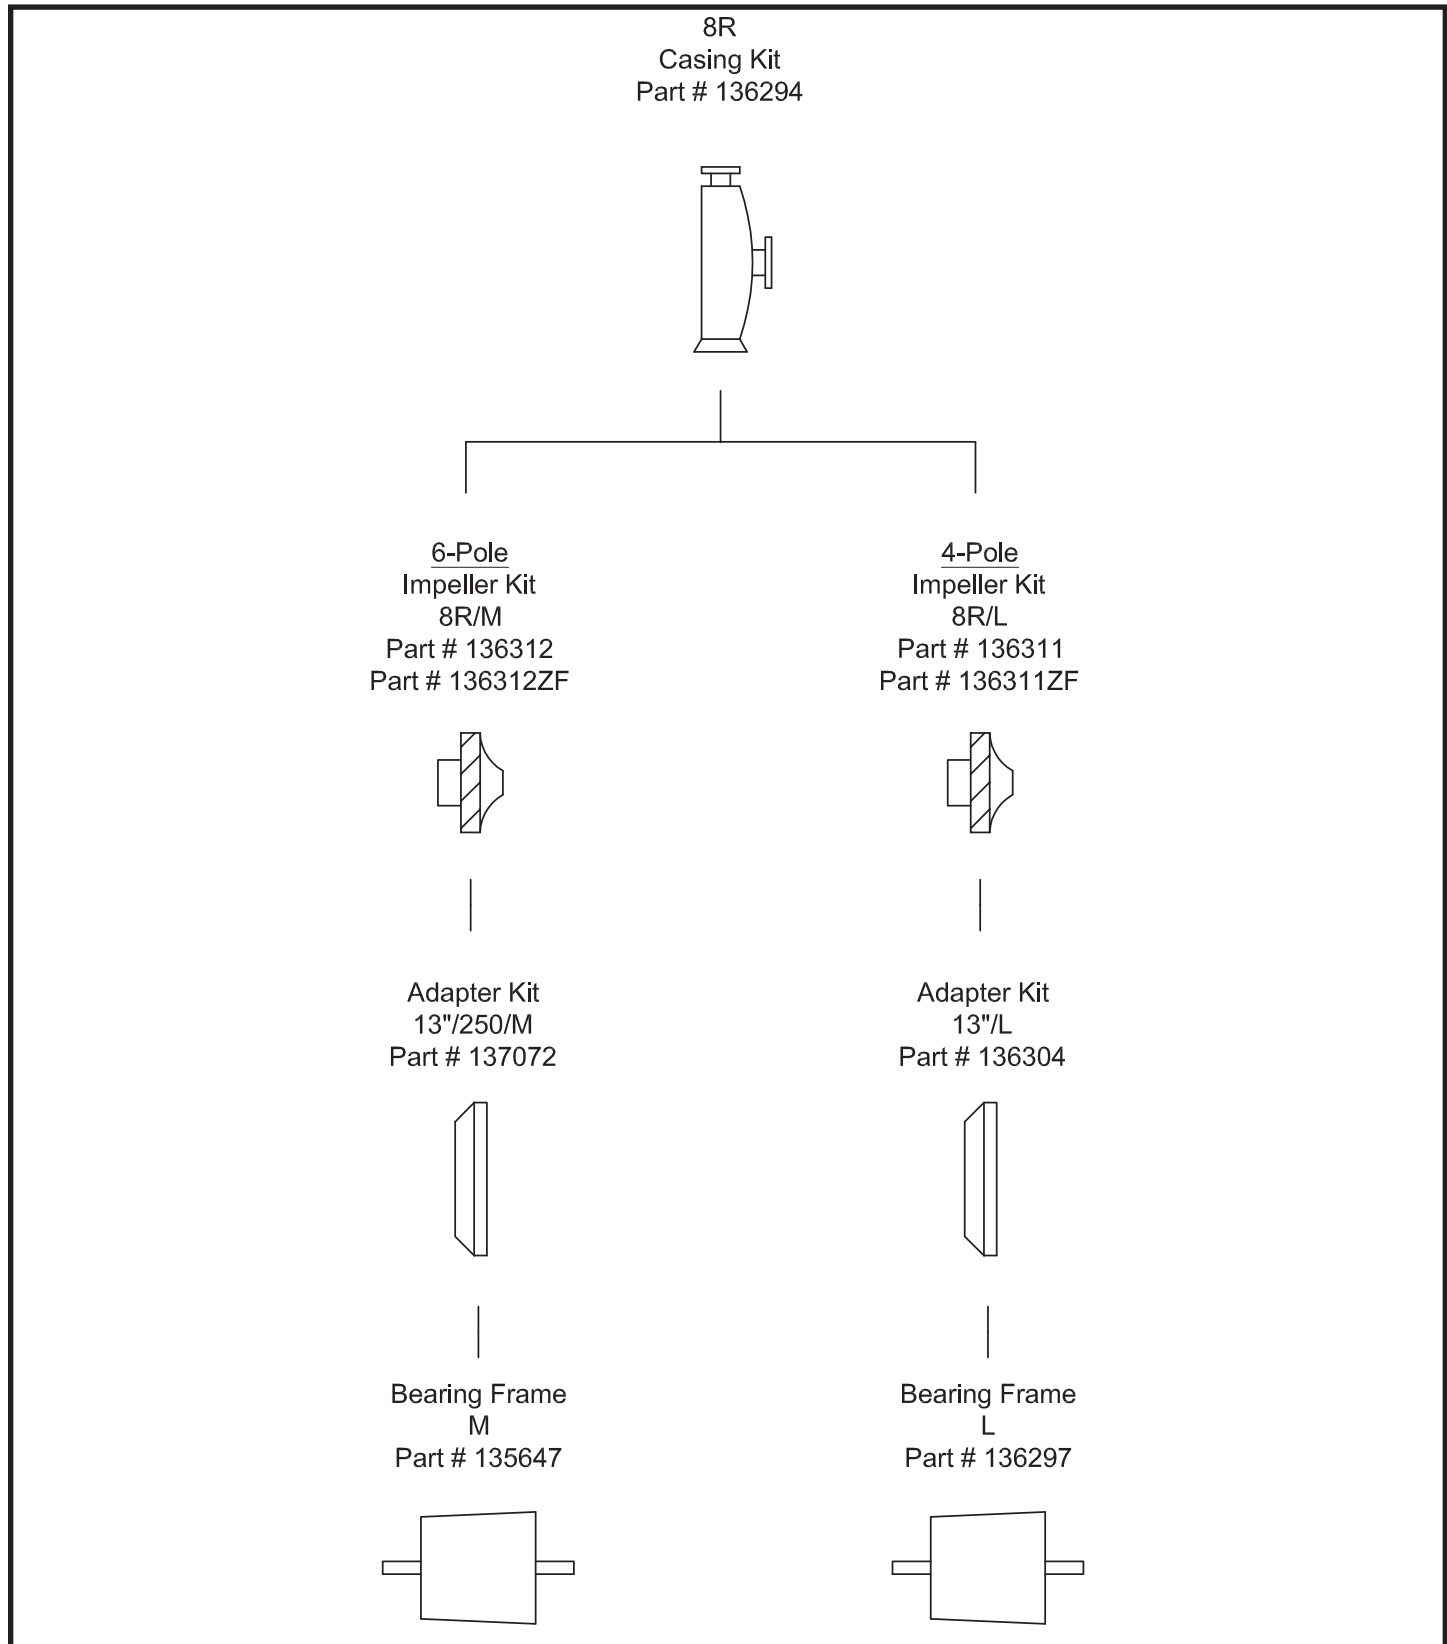 8R
Casing Kit
Part # 136294
6-Pole
Impeller Kit
8R/M
Part # 136312
Part # 136312ZF
4-Pole
Impeller Kit
8R/L
Part # 136311
Part # 136311ZF
Adapter Kit
13"/250/M
Part # 137072
Adapter Kit
13"/L
Part # 136304
Bearing Frame
M
Part # 135647
Bearing Frame
L
Part # 136297